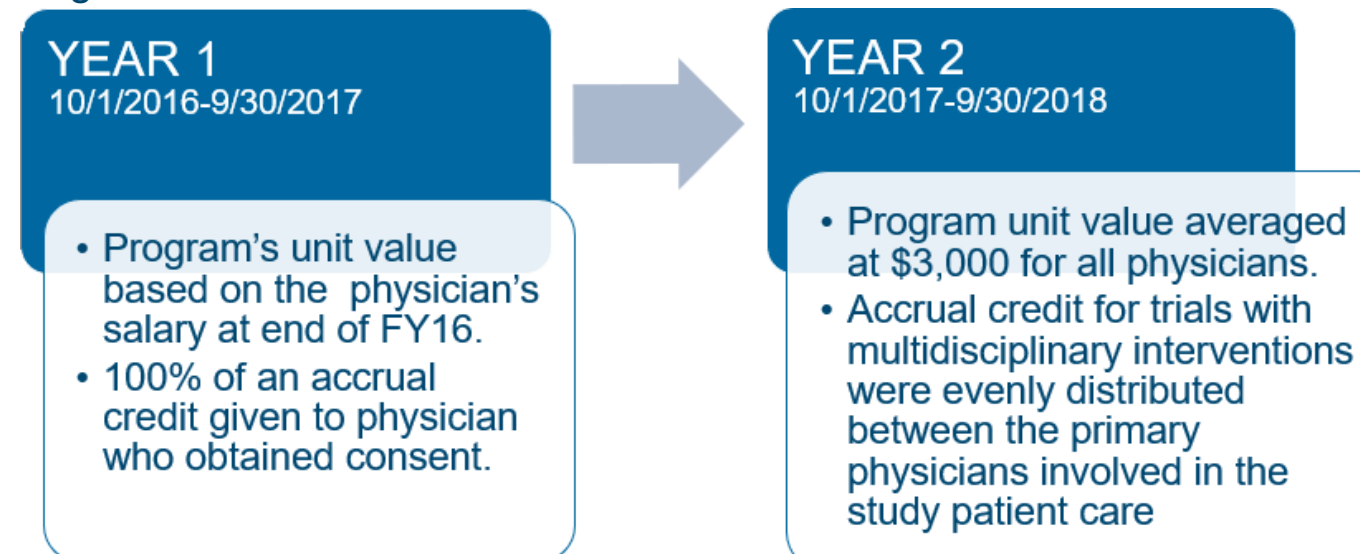 YEAR 1
10/1/2016-9/30/2017
• Program's unit value
based on the physician's
salary at end of FY16.
• 100% of an accrual
credit given to physician
who obtained consent.
YEAR 2
10/1/2017-9/30/2018
• Program unit value averaged
at $3,000 for all physicians.
• Accrual credit for trials with
multidisciplinary interventions
were evenly distributed
between the primary
physicians involved in the
study patient care